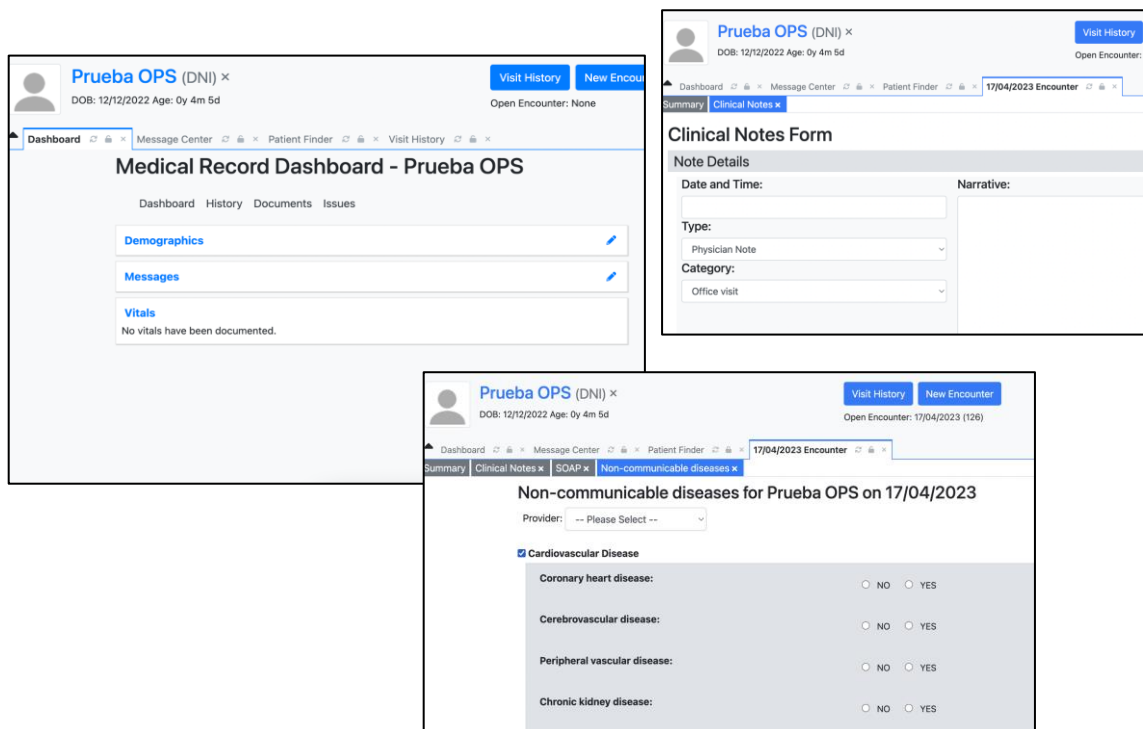 Prueba OPS (DNI) ×
DOB: 12/12/2022 Age: 0y 4m 5d
Visit History
New Encou
Open Encounter: None
Dashboard × Message Center × Patient Finder × Visit History ×
Medical Record Dashboard - Prueba OPS
Dashboard History Documents Issues
Demographics
Messages
Vitals
No vitals have been documented.
Prueba OPS (DNI) ×
DOB: 12/12/2022 Age: 0y 4m 5d
Visit History
Open Encounter:
Dashboard × Message Center × Patient Finder × 17/04/2023 Encounter ×
Summary Clinical Notes ×
Clinical Notes Form
Note Details
Date and Time:
Narrative:
Type:
Physician Note
Category:
Office visit
Prueba OPS (DNI) ×
DOB: 12/12/2022 Age: 0y 4m 5d
Visit History
New Encounter
Open Encounter: 17/04/2023 (126)
Dashboard × Message Center × Patient Finder × 17/04/2023 Encounter ×
Summary Clinical Notes × SOAP × Non-communicable diseases ×
Non-communicable diseases for Prueba OPS on 17/04/2023
Provider: -- Please Select --
Cardiovascular Disease
Coronary heart disease: NO YES
Cerebrovascular disease: NO YES
Peripheral vascular disease: NO YES
Chronic kidney disease: NO YES